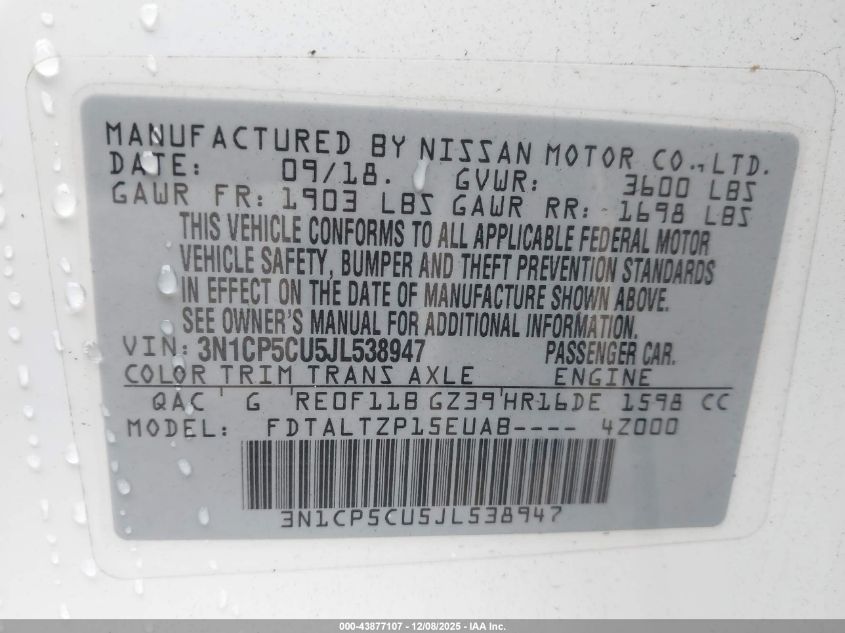 MANUFACTURED BY NISSAN MOTOR CO., LTD.
DATE: 09/18. GVWR: 3600 LBS
GAWR FR: 1903 LBS GAWR RR: 1698 LBS
THIS VEHICLE CONFORMS TO ALL APPLICABLE FEDERAL MOTOR
VEHICLE SAFETY, BUMPER AND THEFT PREVENTION STANDARDS
IN EFFECT ON THE DATE OF MANUFACTURE SHOWN ABOVE.
SEE OWNER'S MANUAL FOR ADDITIONAL INFORMATION.
VIN: 3N1CP5CU5JL538947 PASSENGER CAR.
COLOR TRIM TRANS AXLE ENGINE
QAC G RE0F11B GZ39 HR16DE 1598 CC
MODEL: FDTALTZP15EUAB---- 4Z000
3N1CP5CU5JL538947
000-43877107 - 12/08/2025 - IAA Inc.